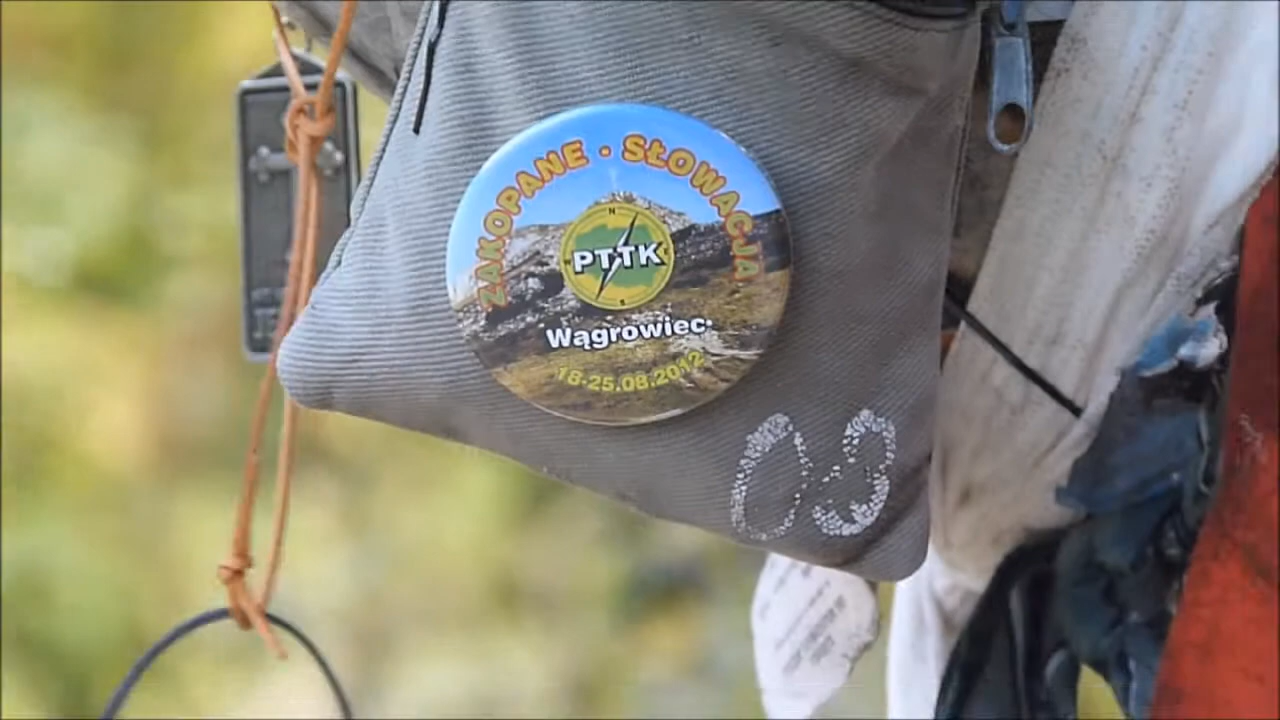 ZAKOPANE · SŁOWACJA
N
PTTK
S
Wągrowiec
18-25.08.2012
03